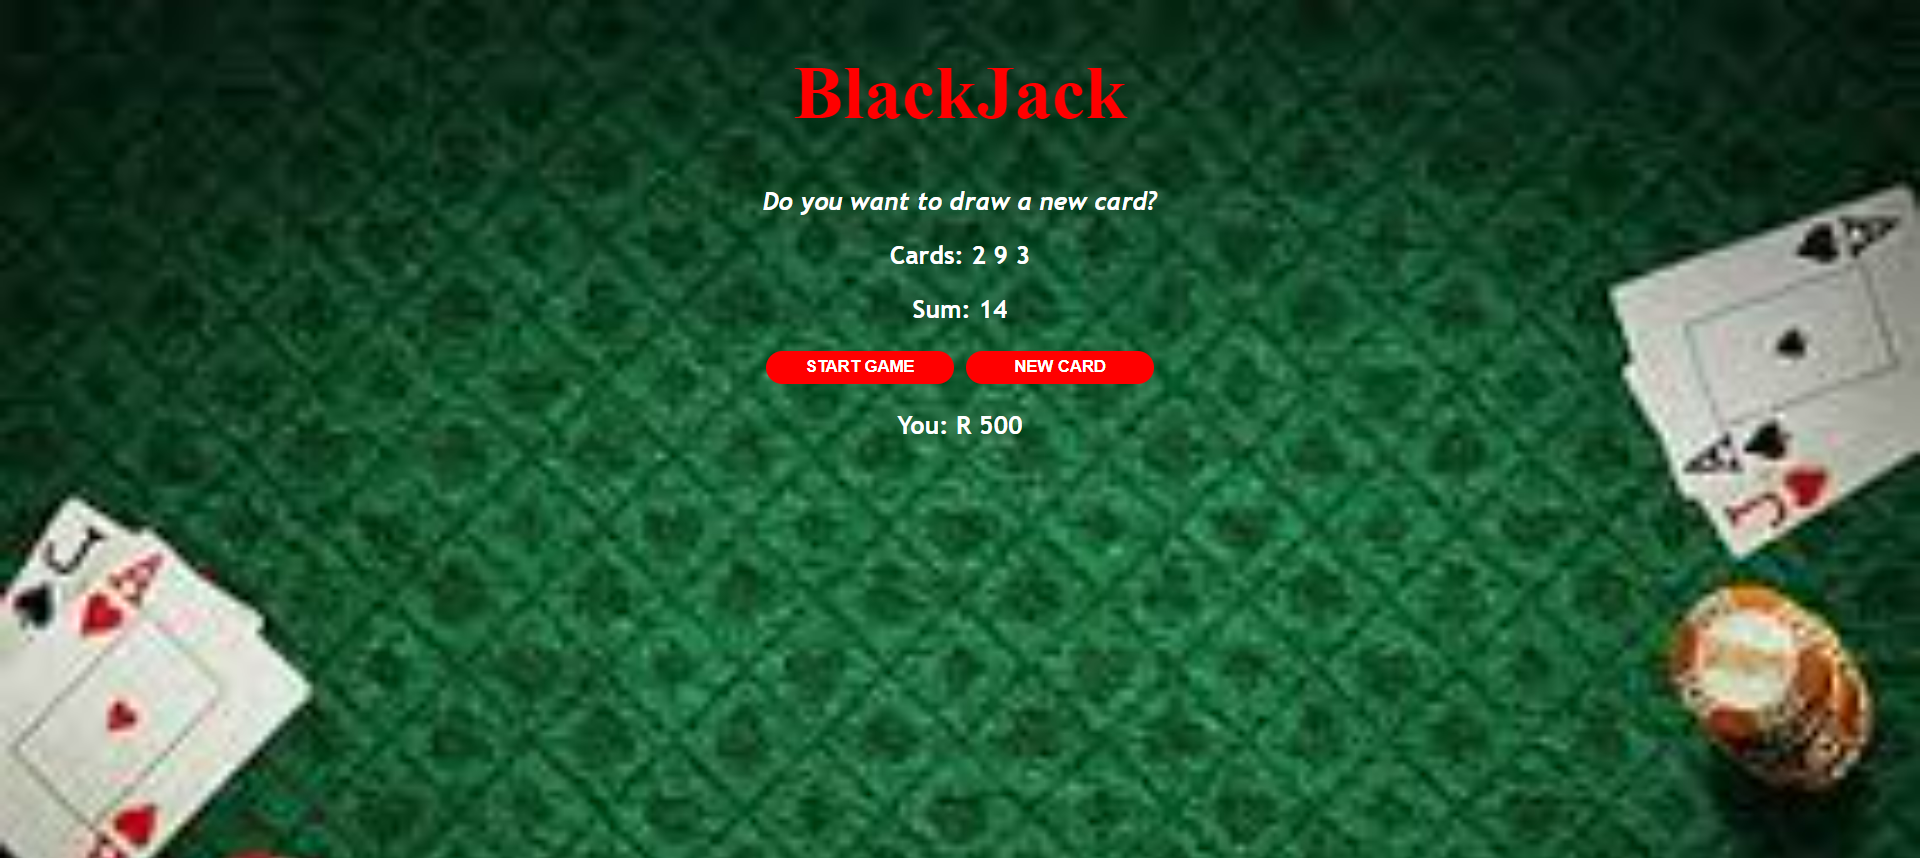 BlackJack
Do you want to draw a new card?
Cards: 2 9 3
Sum: 14
START GAME NEW CARD
You: R 500
A
A
J
J
A
A